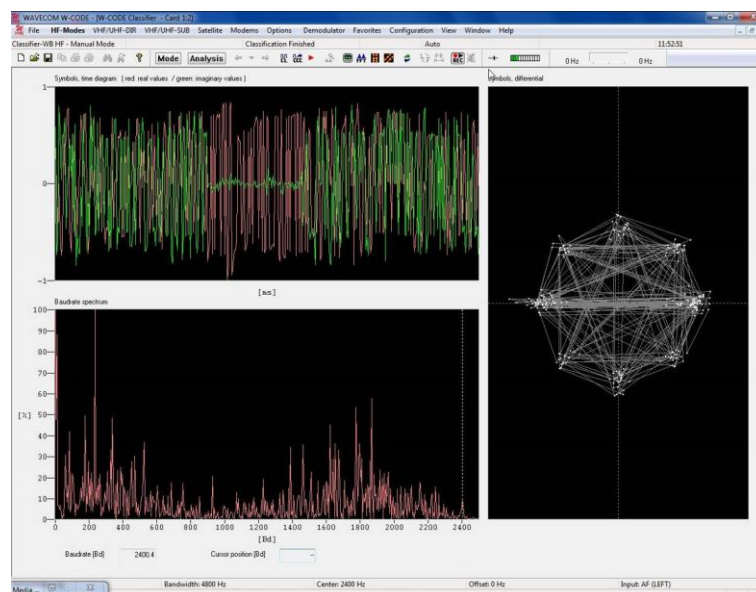 WAVECOM W-CODE - [W-CODE Classifier - Card 1:2]
File HF-Modes VHF/UHF-DIR VHF/UHF-SUB Satellite Modems Options Demodulator Favorites Configuration View Window Help
Classifier-WB HF - Manual Mode Classification Finished Auto 11:52:51
Mode Analysis 0 Hz 0 Hz
Symbols, time diagram ( red: real values / green: imaginary values )
Symbols, differential
1
0
-1
[ms]
Baudrate spectrum
100
90
80
70
60
[%] 50
40
30
20
10
0
0 200 400 600 800 1000 1200 1400 1600 1800 2000 2200 2400
[Bd]
Baudrate [Bd] 2400.4 Cursor position [Bd] -
Media ... Bandwidth: 4800 Hz Center: 2400 Hz Offset: 0 Hz Input: AF (LEFT)